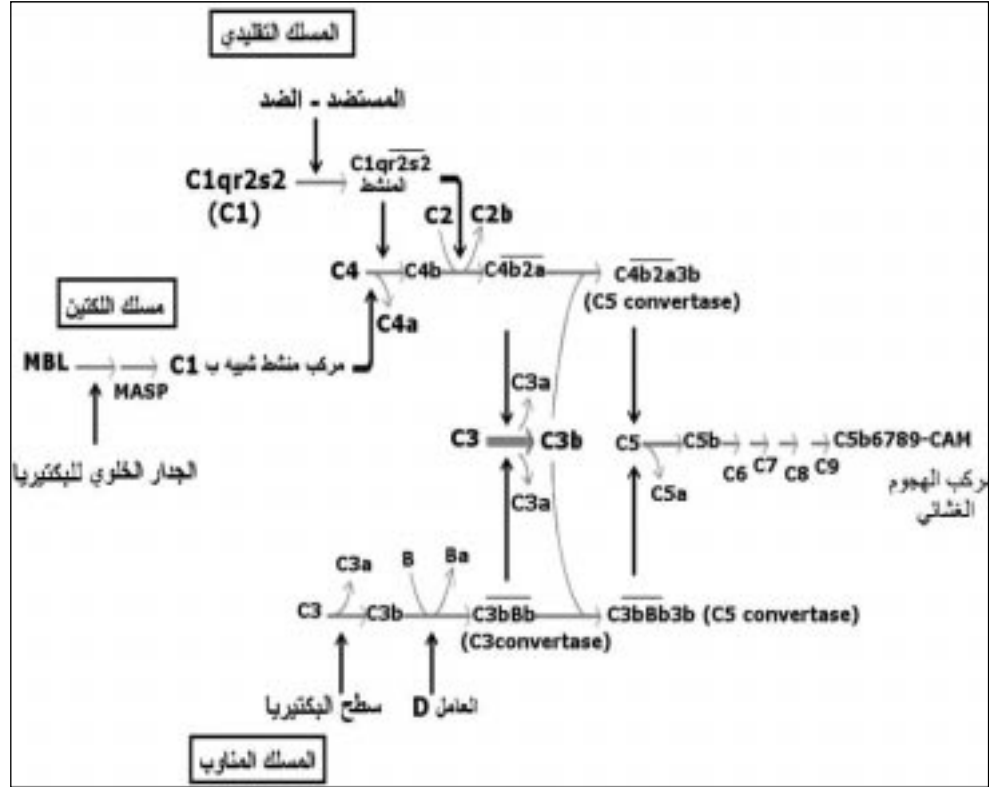 المسلك التقليدي
المستضد - الضد
C1qr2s2
(C1)
C1qr2s2
المنشط
C2
C2b
C4
C4b
C4b2a
C4b2a3b
(C5 convertase)
C4a
مسلك اللكتين
MBL
MASP
مركب منشط شبيه ب C1
الجدار الخلوي للبكتيريا
C3a
C3
C3b
C3a
C5
C5b
C5a
C6
C7
C8
C9
C5b6789-CAM
مركب الهجوم
الغشائي
C3a
B
Ba
C3
C3b
C3bBb
(C3convertase)
C3bBb3b (C5 convertase)
سطح البكتيريا
العامل D
المسلك المناوب